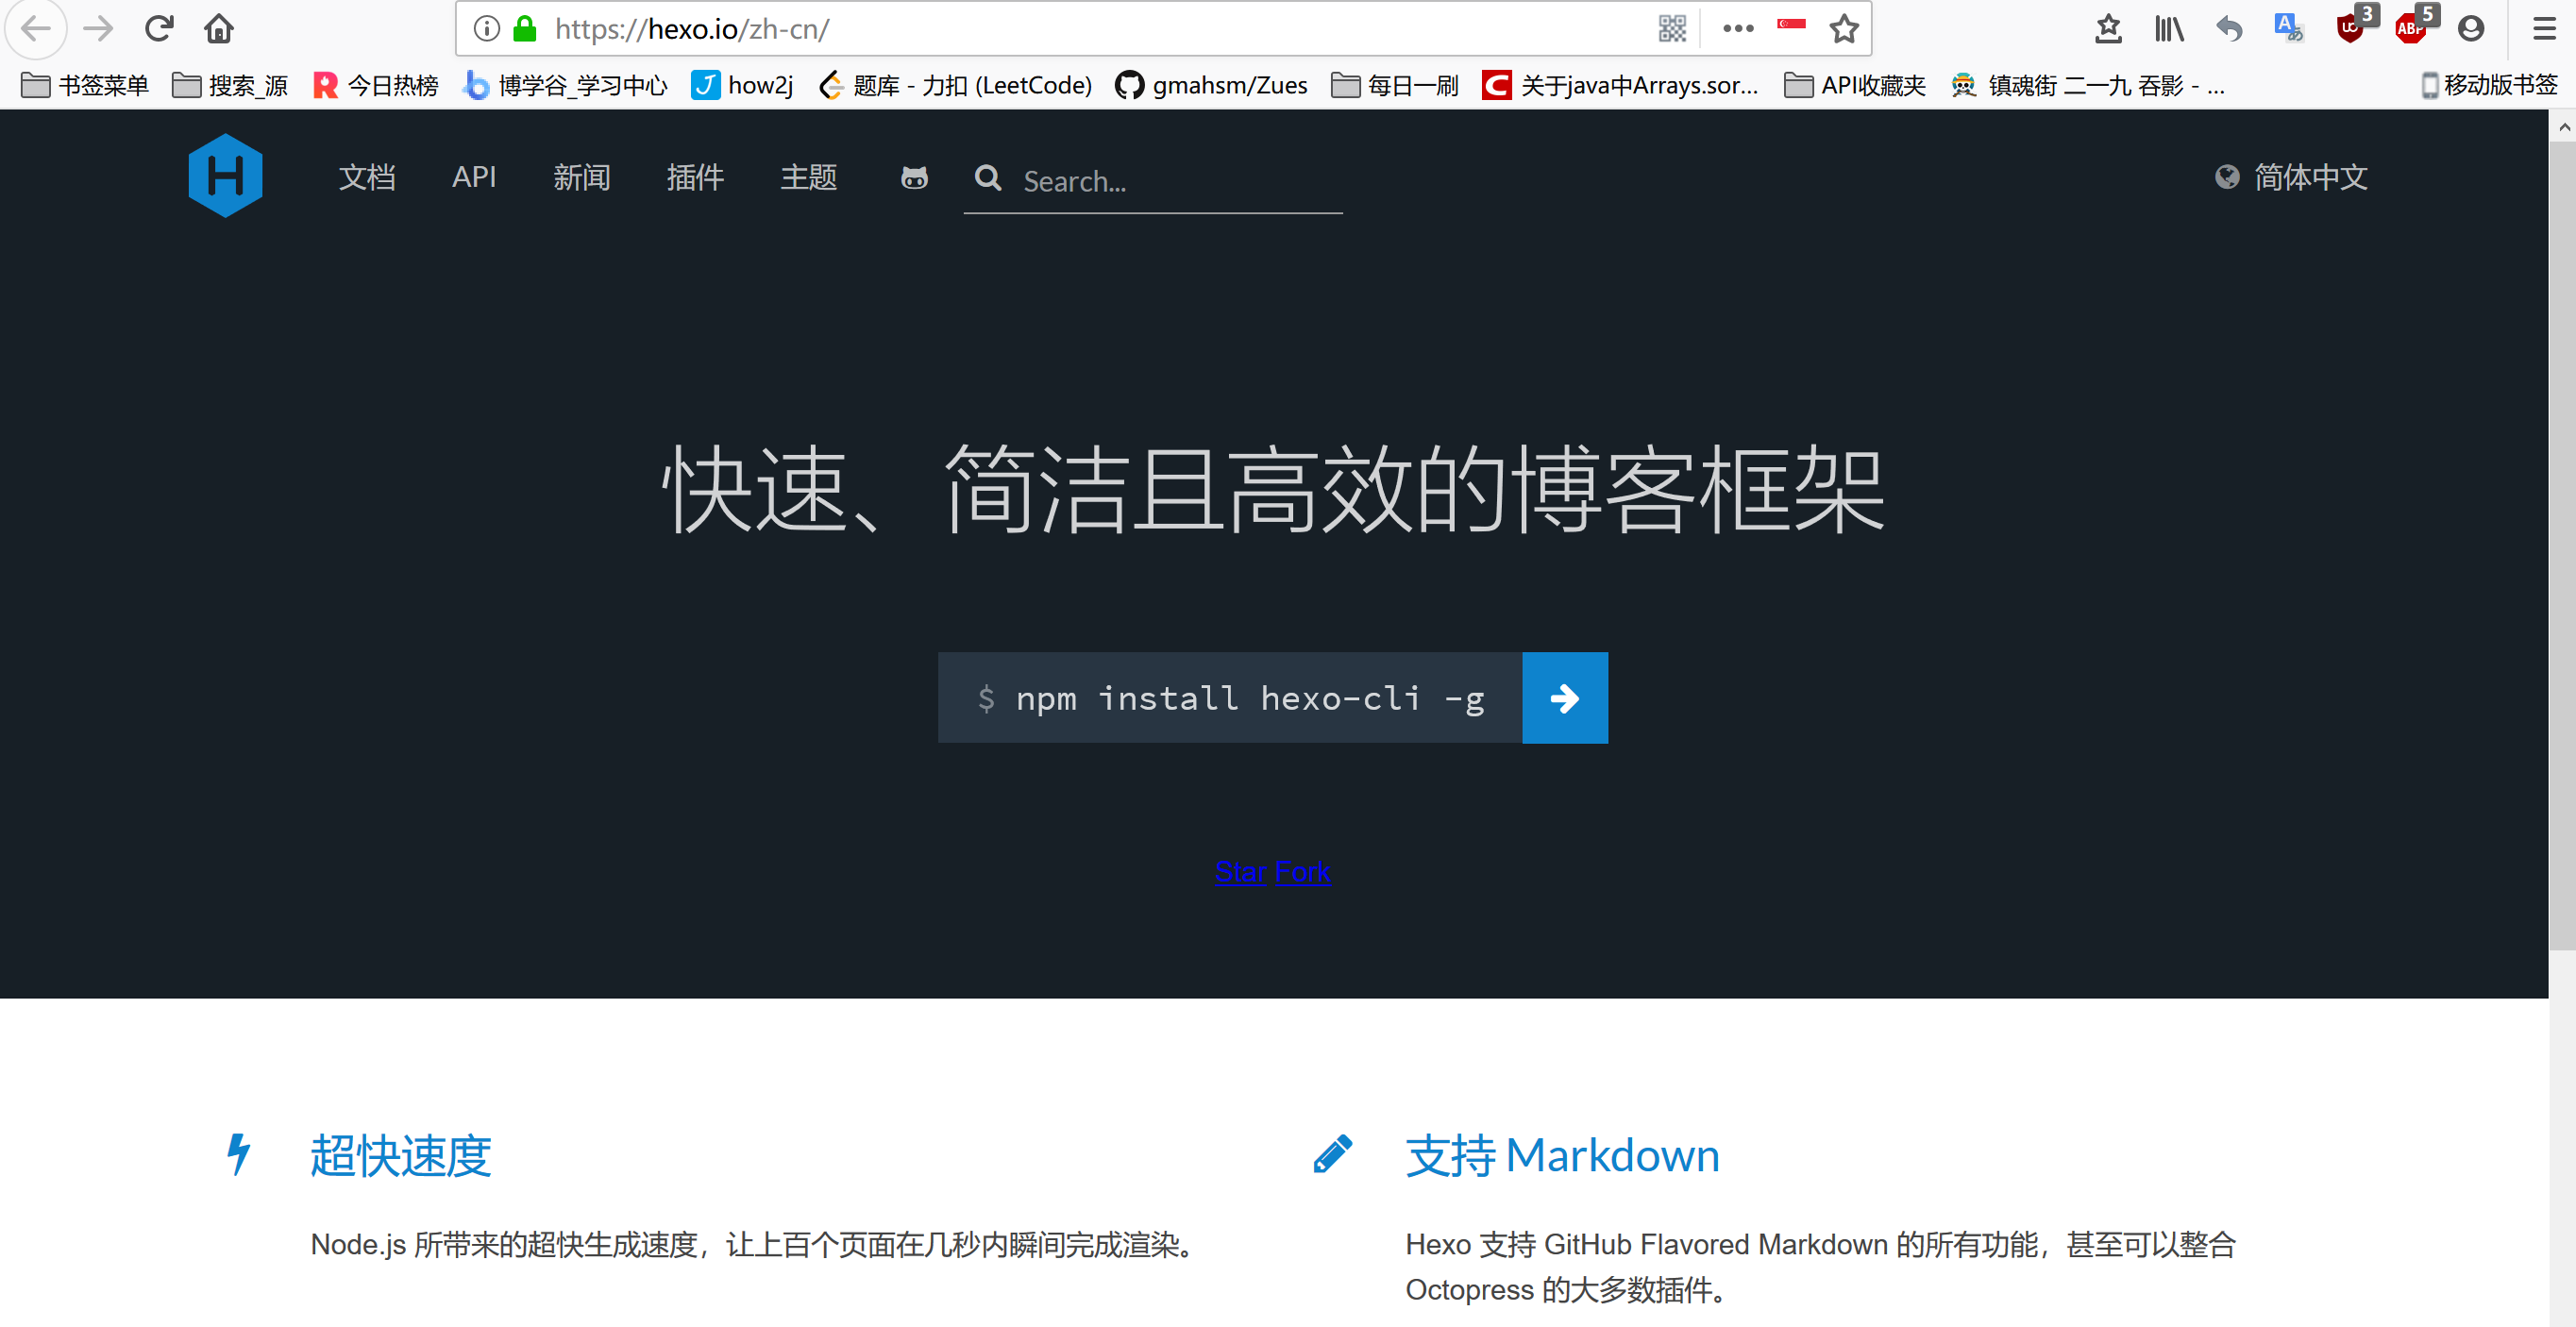 https://hexo.io/zh-cn/
3
5
ABP
书签菜单 搜索_源 今日热榜 博学谷_学习中心 how2j 题库 - 力扣 (LeetCode) gmahsm/Zues 每日一刷 关于java中Arrays.sor... API收藏夹 镇魂街 二一九 吞影 - ... 移动版书签
H 文档 API 新闻 插件 主题 Search... 简体中文
快速、简洁且高效的博客框架
$ npm install hexo-cli -g
Star Fork
超快速度
Node.js 所带来的超快生成速度，让上百个页面在几秒内瞬间完成渲染。
支持 Markdown
Hexo 支持 GitHub Flavored Markdown 的所有功能，甚至可以整合
Octopress 的大多数插件。